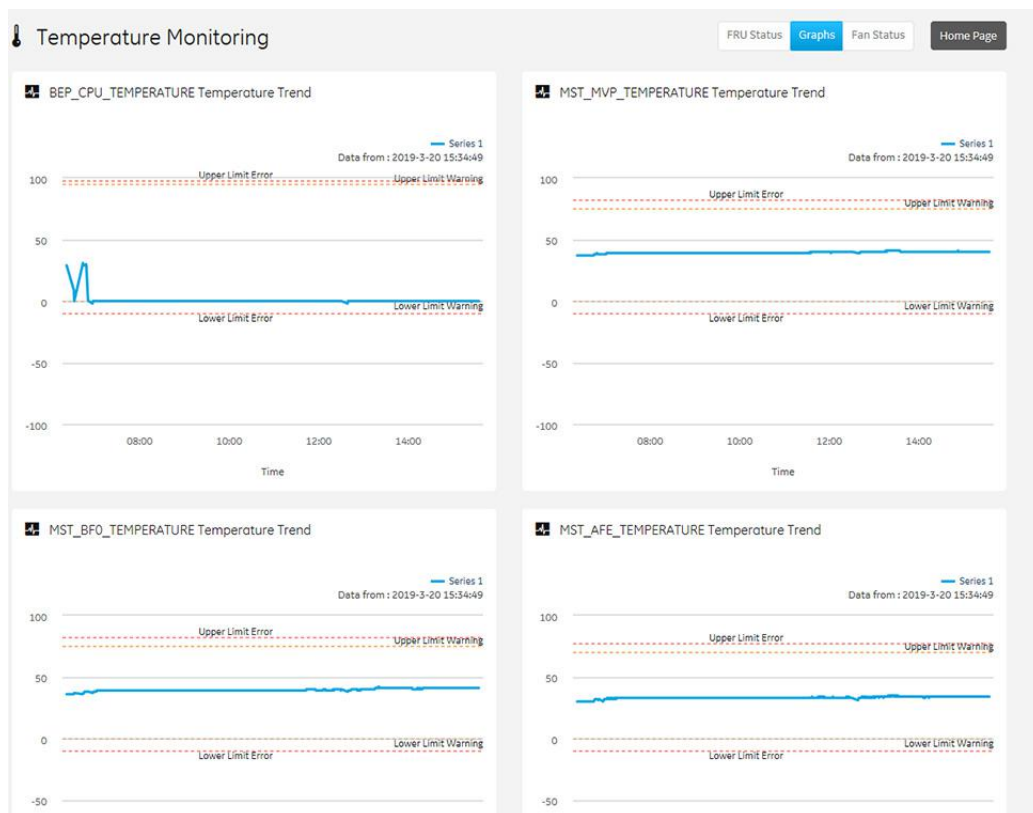 Temperature Monitoring
FRU Status Graphs Fan Status Home Page
BEP_CPU_TEMPERATURE Temperature Trend
Series 1
Data from : 2019-3-20 15:34:49
100
Upper Limit Error
Upper Limit Warning
50
0
Lower Limit Warning
Lower Limit Error
-50
-100
08:00 10:00 12:00 14:00
Time
MST_MVP_TEMPERATURE Temperature Trend
Series 1
Data from : 2019-3-20 15:34:49
100
Upper Limit Error
Upper Limit Warning
50
0
Lower Limit Warning
Lower Limit Error
-50
-100
08:00 10:00 12:00 14:00
Time
MST_BF0_TEMPERATURE Temperature Trend
Series 1
Data from : 2019-3-20 15:34:49
100
Upper Limit Error
Upper Limit Warning
50
0
Lower Limit Warning
Lower Limit Error
-50
MST_AFE_TEMPERATURE Temperature Trend
Series 1
Data from : 2019-3-20 15:34:49
100
Upper Limit Error
Upper Limit Warning
50
0
Lower Limit Warning
Lower Limit Error
-50